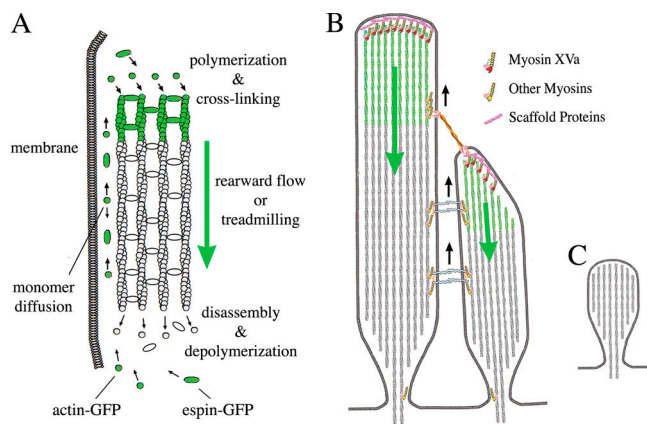 A
polymerization
&
cross-linking
membrane
rearward flow
or
treadmilling
monomer
diffusion
disassembly
&
depolymerization
actin-GFP
espin-GFP
B
Myosin XVa
Other Myosins
Scaffold Proteins
C